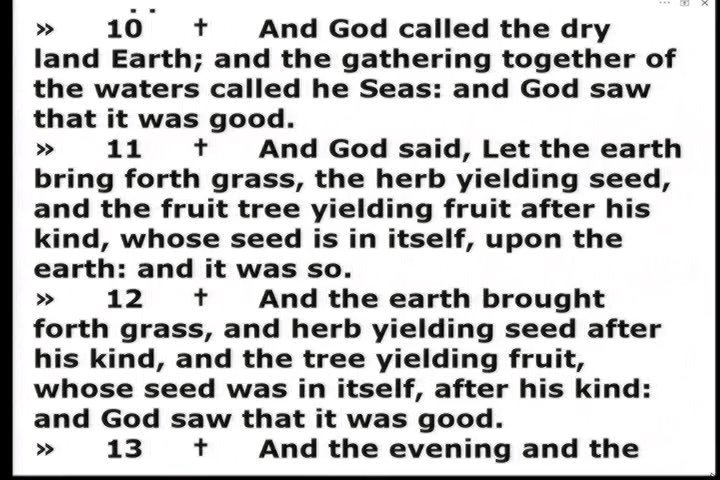 » 10 ✝ And God called the dry
land Earth; and the gathering together of
the waters called he Seas: and God saw
that it was good.
» 11 ✝ And God said, Let the earth
bring forth grass, the herb yielding seed,
and the fruit tree yielding fruit after his
kind, whose seed is in itself, upon the
earth: and it was so.
» 12 ✝ And the earth brought
forth grass, and herb yielding seed after
his kind, and the tree yielding fruit,
whose seed was in itself, after his kind:
and God saw that it was good.
» 13 ✝ And the evening and the